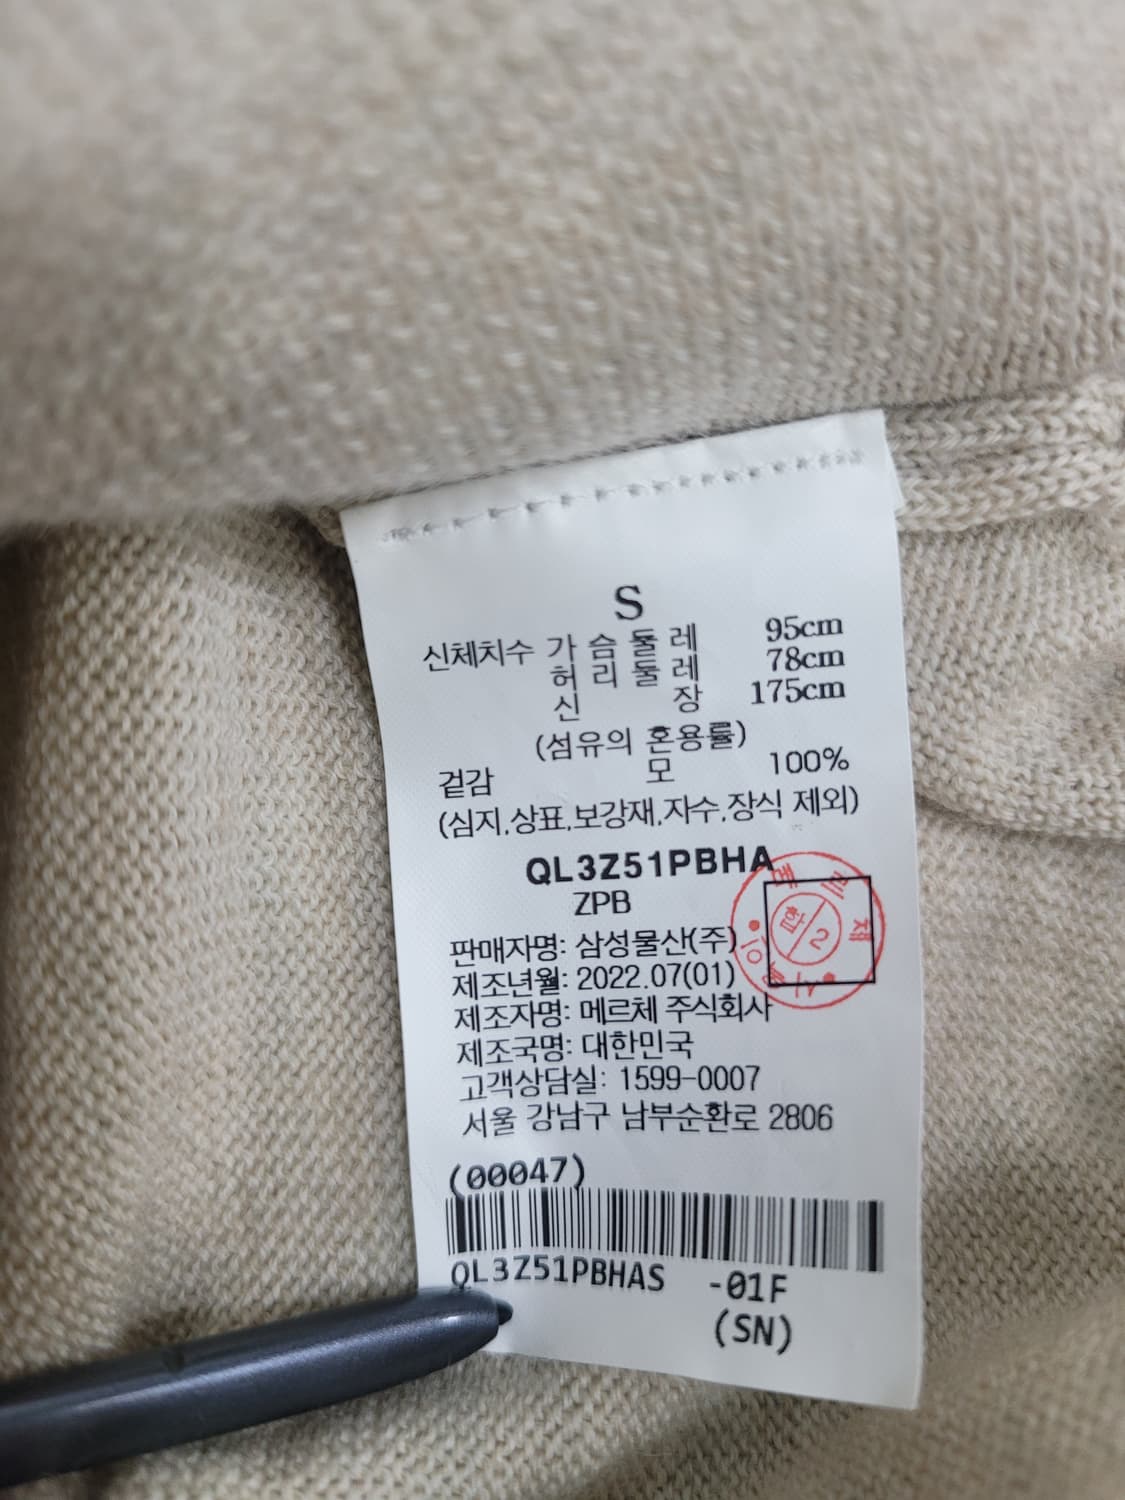 S
신체치수 가슴둘레 95cm
허리둘레 78cm
신장 175cm
(섬유의 혼용률)
겉감 모 100%
(심지,상표,보강재,자수,장식 제외)
QL3Z51PBHA
ZPB
판매자명: 삼성물산(주)
제조년월: 2022.07(01)
제조자명: 메르체 주식회사
제조국명: 대한민국
고객상담실: 1599-0007
서울 강남구 남부순환로 2806
(00047)
QL3Z51PBHAS -01F
(SN)
합 2